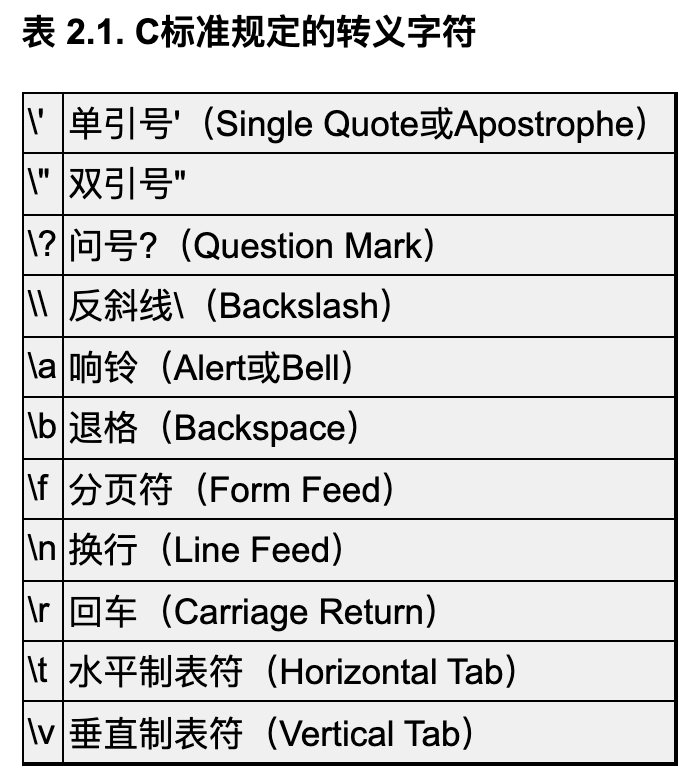 表 2.1. C标准规定的转义字符
\' 单引号'（Single Quote或Apostrophe）
\" 双引号"
\? 问号?（Question Mark）
\\ 反斜线\（Backslash）
\a 响铃（Alert或Bell）
\b 退格（Backspace）
\f 分页符（Form Feed）
\n 换行（Line Feed）
\r 回车（Carriage Return）
\t 水平制表符（Horizontal Tab）
\v 垂直制表符（Vertical Tab）